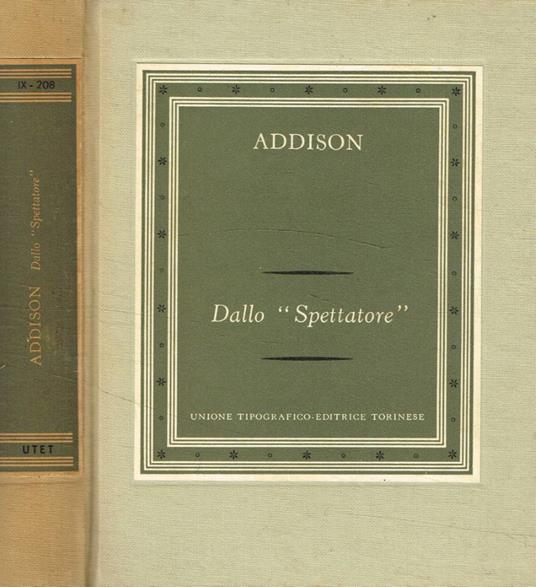 IX - 208
ADDISON Dallo "Spettatore"
UTET
ADDISON
Dallo "Spettatore"
UNIONE TIPOGRAFICO-EDITRICE TORINESE